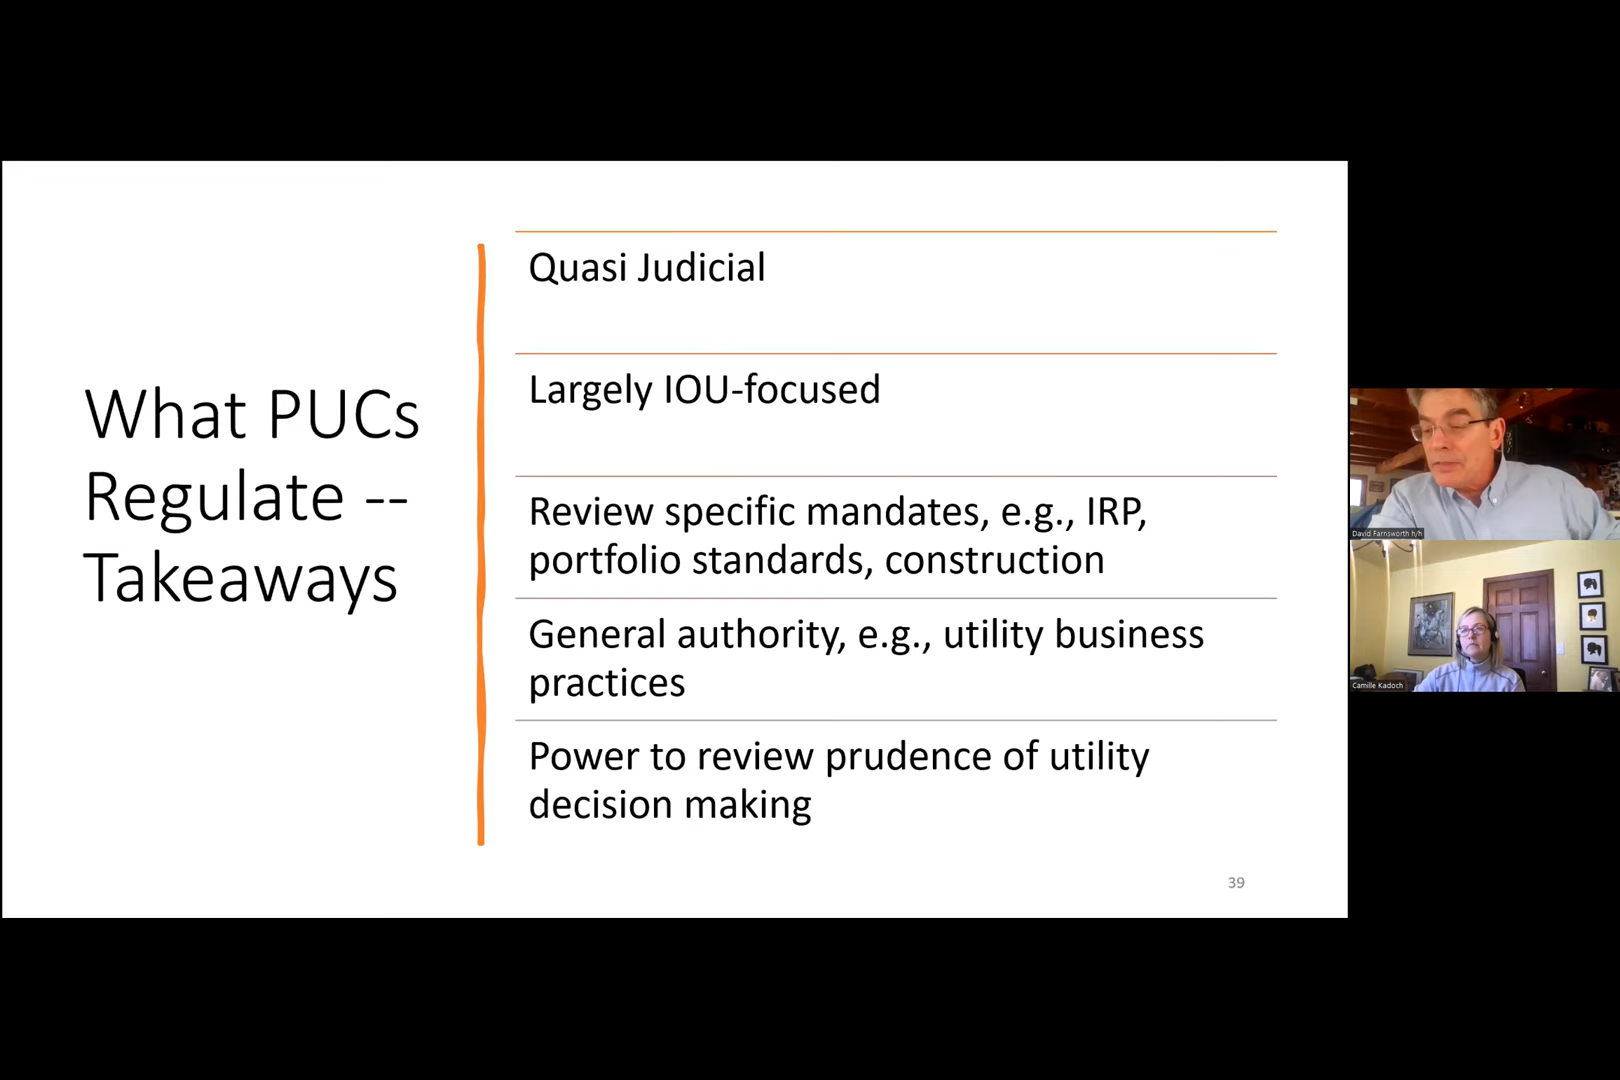 What PUCs
Regulate --
Takeaways
Quasi Judicial
Largely IOU-focused
Review specific mandates, e.g., IRP,
portfolio standards, construction
General authority, e.g., utility business
practices
Power to review prudence of utility
decision making
39
David Farnsworth h/h
Camille Kadoch